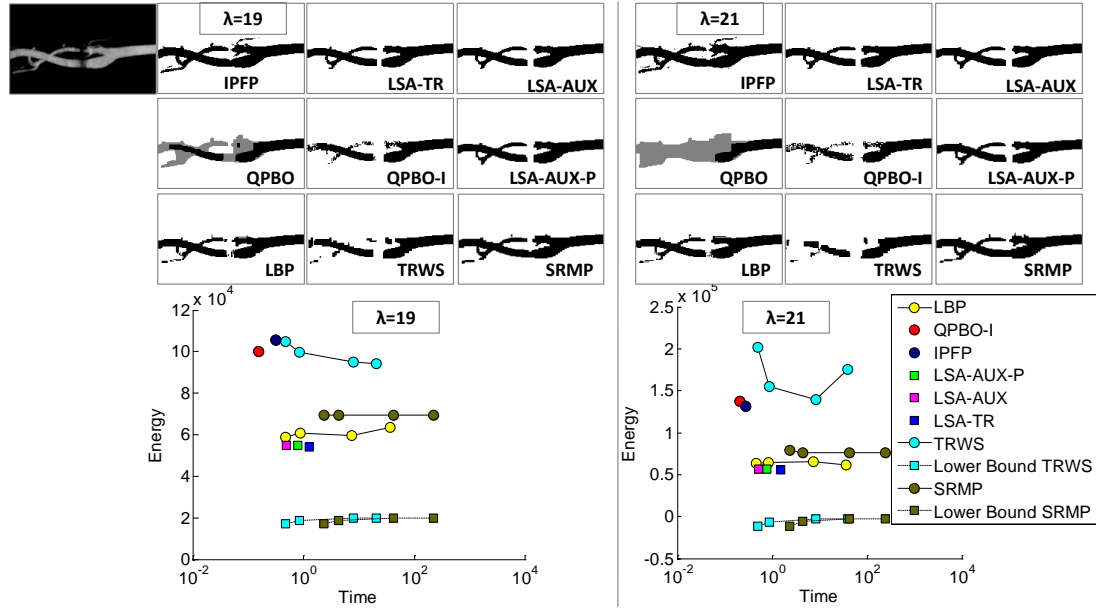 λ=19
IPFP
LSA-TR
LSA-AUX
QPBO
QPBO-I
LSA-AUX-P
LBP
TRWS
SRMP
λ=21
IPFP
LSA-TR
LSA-AUX
QPBO
QPBO-I
LSA-AUX-P
LBP
TRWS
SRMP
x 10^4
λ=19
12
10
8
6
4
2
0
Energy
10^-2
10^0
10^2
10^4
Time
x 10^5
λ=21
2.5
2
1.5
1
0.5
0
-0.5
Energy
10^-2
10^0
10^2
10^4
Time
LBP
QPBO-I
IPFP
LSA-AUX-P
LSA-AUX
LSA-TR
TRWS
Lower Bound TRWS
SRMP
Lower Bound SRMP